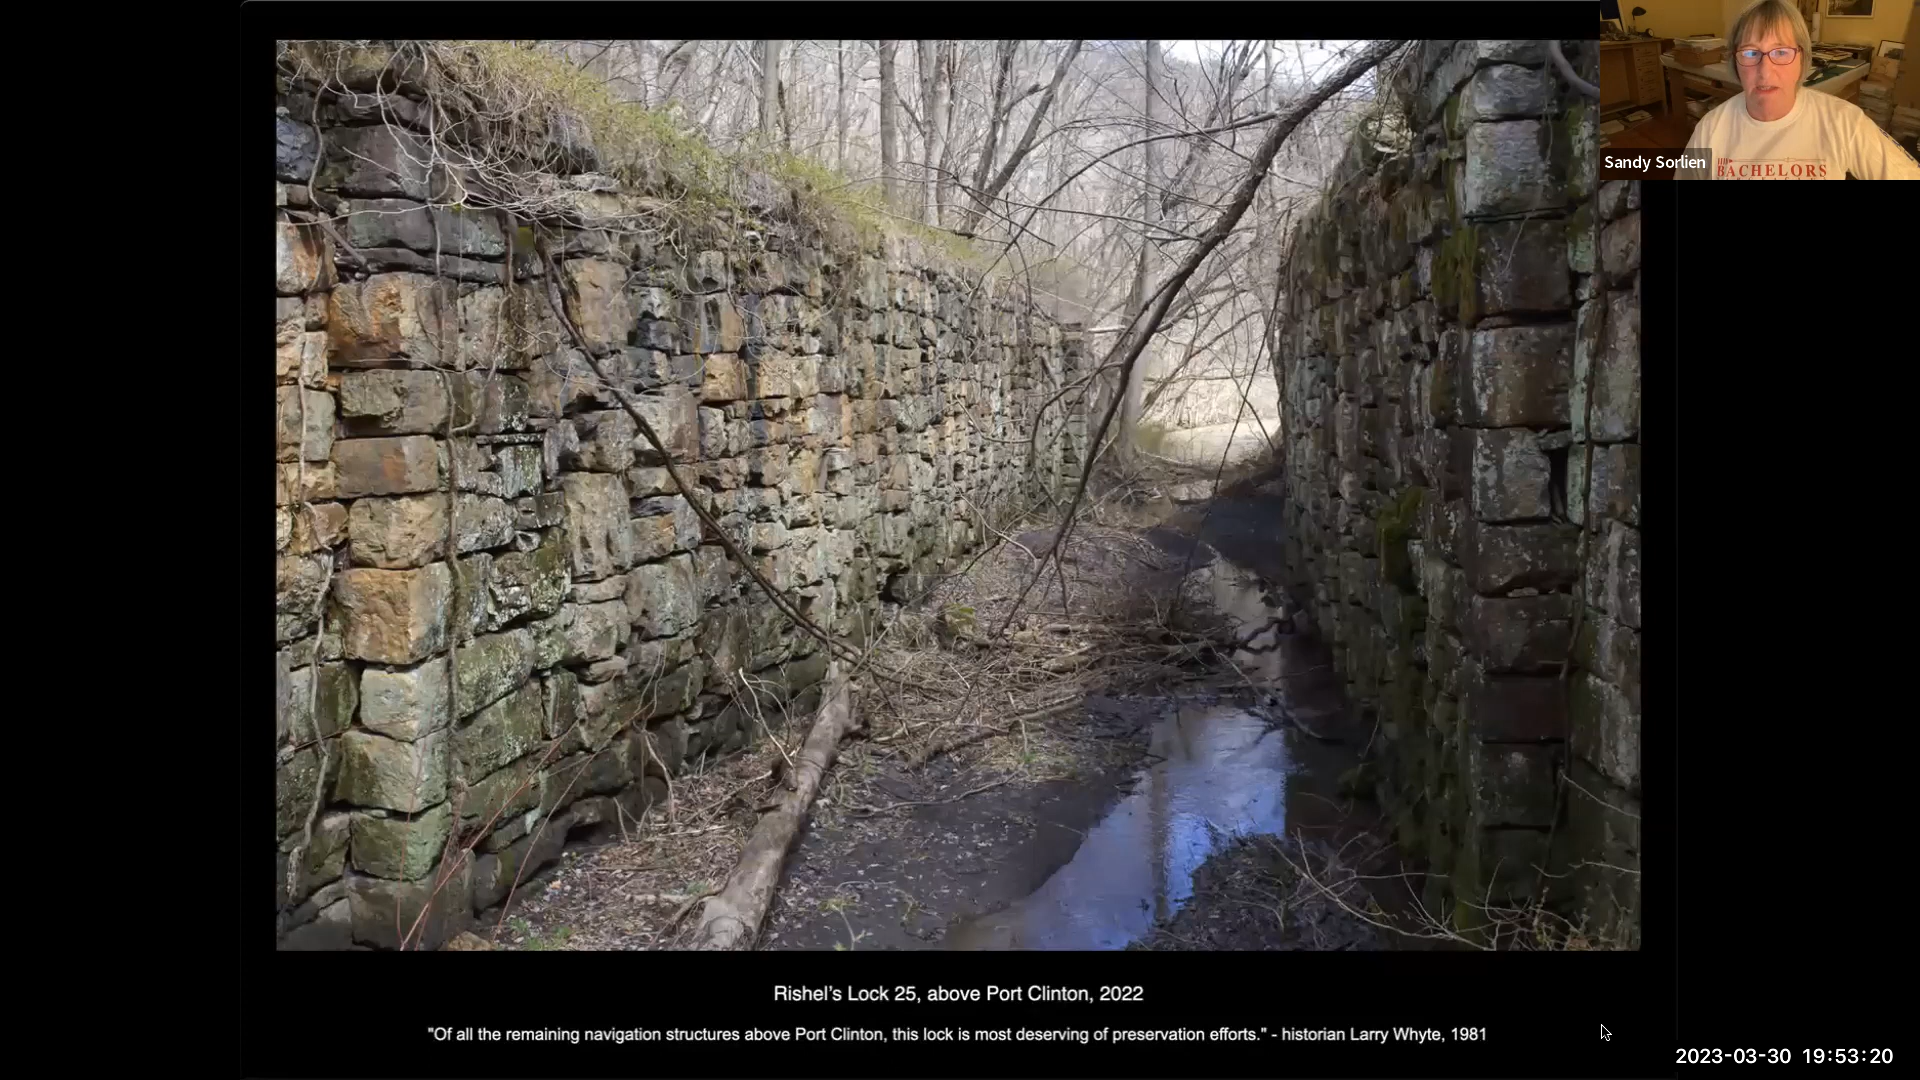 Sandy Sorlien
BACHELORS
Rishel's Lock 25, above Port Clinton, 2022
"Of all the remaining navigation structures above Port Clinton, this lock is most deserving of preservation efforts." - historian Larry Whyte, 1981
2023-03-30 19:53:20